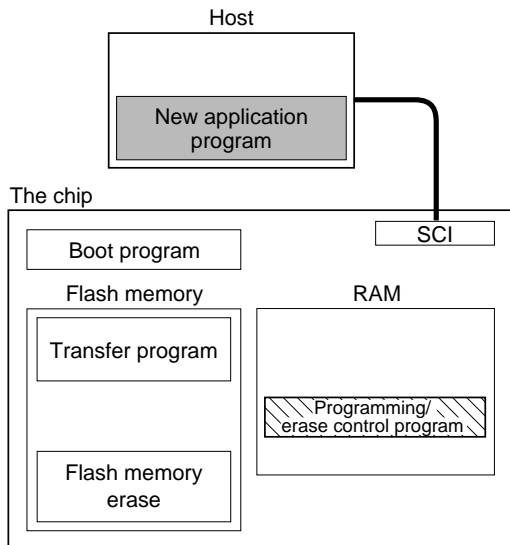 Host
New application
program
The chip
SCI
Boot program
Flash memory
RAM
Transfer program
Programming/
erase control program
Flash memory
erase